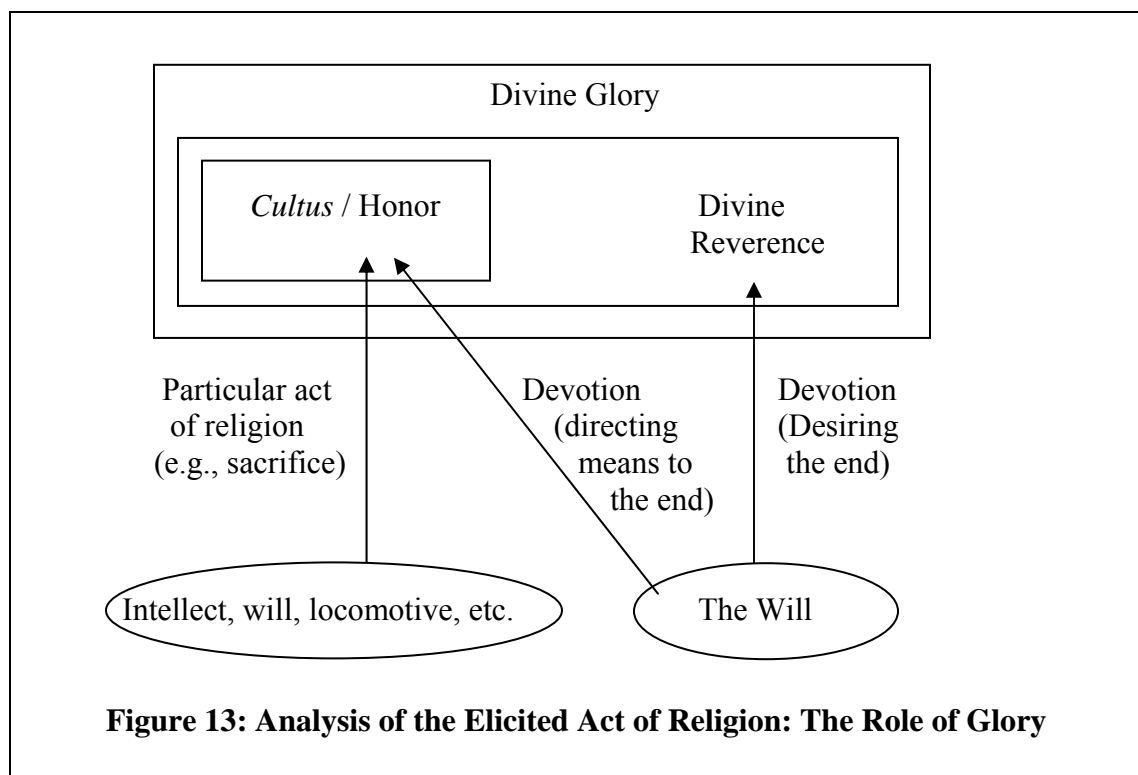 Divine Glory
Cultus / Honor
Divine
Reverence
Particular act
of religion
(e.g., sacrifice)
Devotion
(directing
means to
the end)
Devotion
(Desiring
the end)
Intellect, will, locomotive, etc.
The Will
Figure 13: Analysis of the Elicited Act of Religion: The Role of Glory